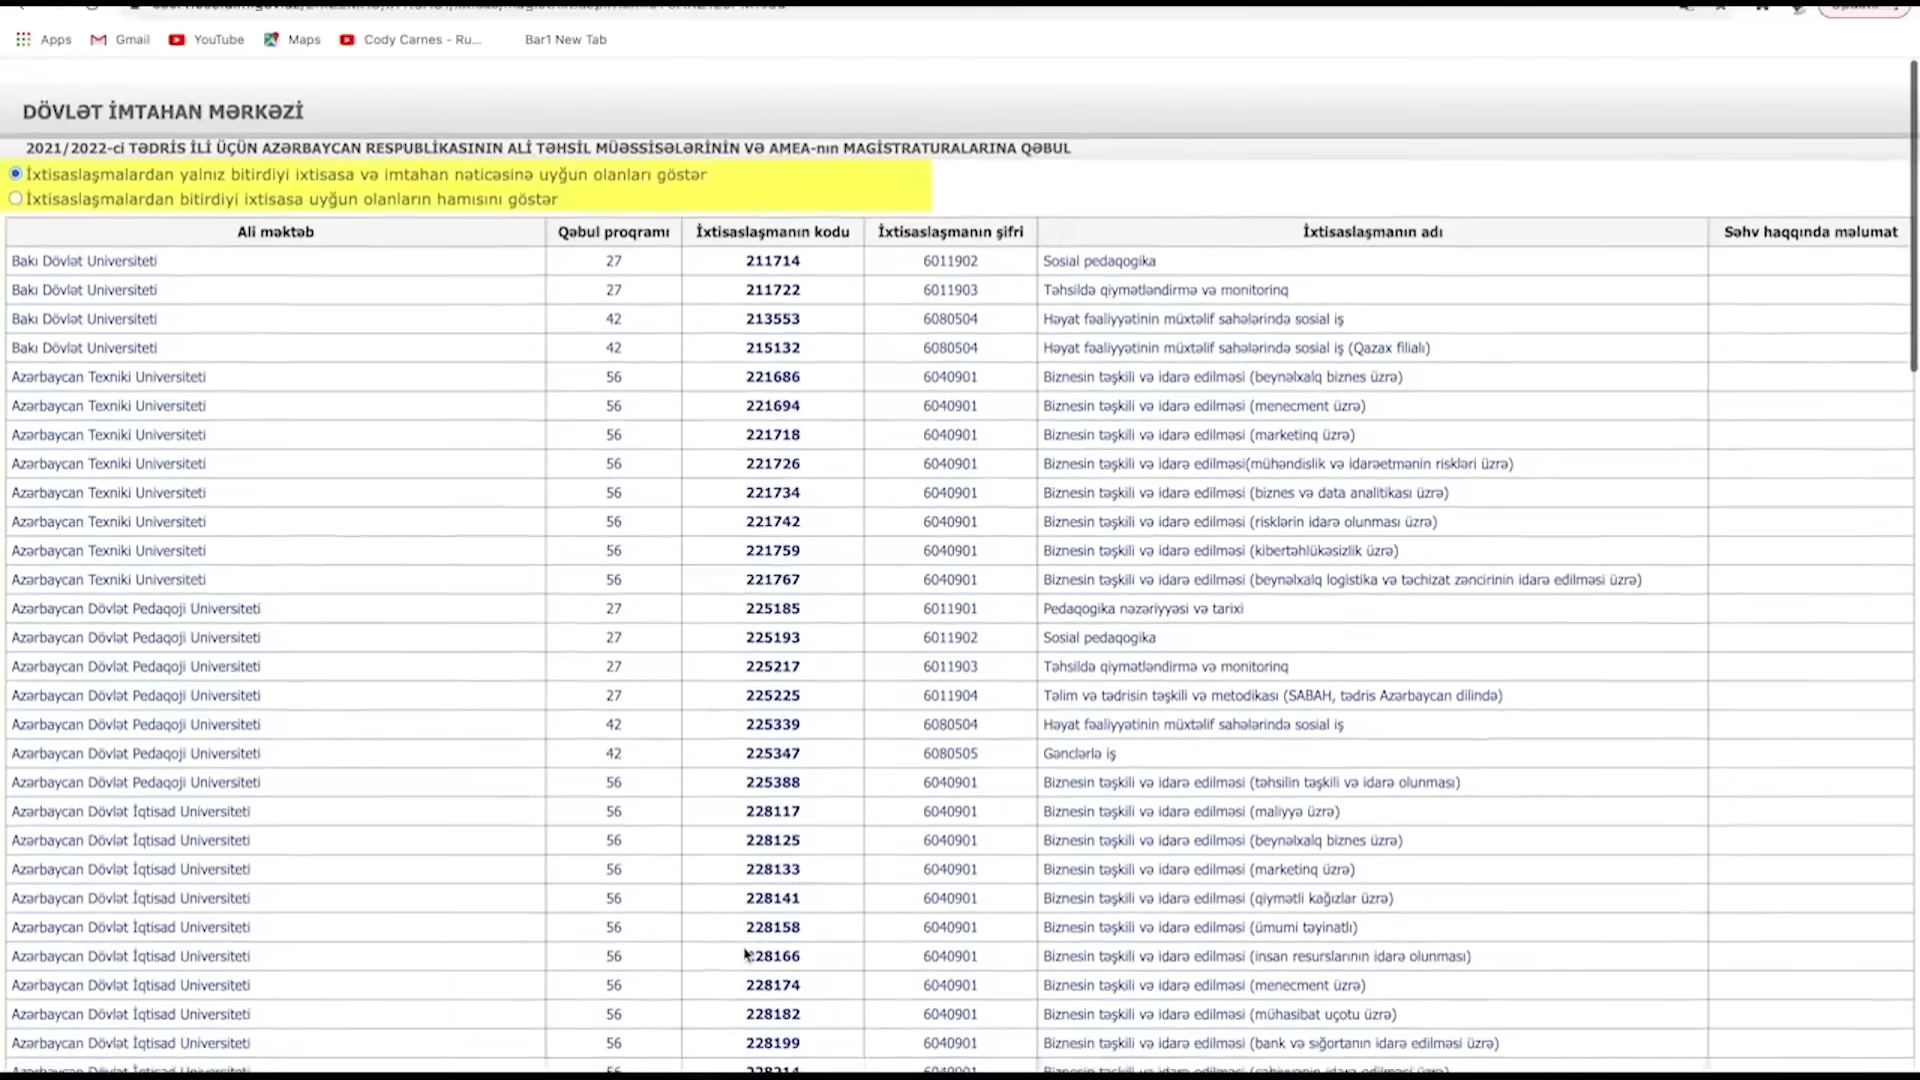 Apps Gmail YouTube Maps Cody Carnes - Ru... Bar1 New Tab
DÖVLƏT İMTAHAN MƏRKƏZİ
2021/2022-ci TƏDRİS İLİ ÜÇÜN AZƏRBAYCAN RESPUBLİKASININ ALİ TƏHSİL MÜƏSSİSƏLƏRİNİN VƏ AMEA-nın MAGİSTRATURALARINA QƏBUL
İxtisaslaşmalardan yalnız bitirdiyi ixtisasa və imtahan nəticəsinə uyğun olanları göstər
İxtisaslaşmalardan bitirdiyi ixtisasa uyğun olanların hamısını göstər
Ali məktəb Qəbul proqramı İxtisaslaşmanın kodu İxtisaslaşmanın şifri İxtisaslaşmanın adı Səhv haqqında məlumat
Bakı Dövlət Universiteti 27 211714 6011902 Sosial pedaqogika
Bakı Dövlət Universiteti 27 211722 6011903 Təhsildə qiymətləndirmə və monitorinq
Bakı Dövlət Universiteti 42 213553 6080504 Həyat fəaliyyətinin müxtəlif sahələrində sosial iş
Bakı Dövlət Universiteti 42 215132 6080504 Həyat fəaliyyətinin müxtəlif sahələrində sosial iş (Qazax filialı)
Azərbaycan Texniki Universiteti 56 221686 6040901 Biznesin təşkili və idarə edilməsi (beynəlxalq biznes üzrə)
Azərbaycan Texniki Universiteti 56 221694 6040901 Biznesin təşkili və idarə edilməsi (menecment üzrə)
Azərbaycan Texniki Universiteti 56 221718 6040901 Biznesin təşkili və idarə edilməsi (marketinq üzrə)
Azərbaycan Texniki Universiteti 56 221726 6040901 Biznesin təşkili və idarə edilməsi(mühəndislik və idarəetmənin riskləri üzrə)
Azərbaycan Texniki Universiteti 56 221734 6040901 Biznesin təşkili və idarə edilməsi (biznes və data analitikası üzrə)
Azərbaycan Texniki Universiteti 56 221742 6040901 Biznesin təşkili və idarə edilməsi (risklərin idarə olunması üzrə)
Azərbaycan Texniki Universiteti 56 221759 6040901 Biznesin təşkili və idarə edilməsi (kibertəhlükəsizlik üzrə)
Azərbaycan Texniki Universiteti 56 221767 6040901 Biznesin təşkili və idarə edilməsi (beynəlxalq logistika və təchizat zəncirinin idarə edilməsi üzrə)
Azərbaycan Dövlət Pedaqoji Universiteti 27 225185 6011901 Pedaqogika nəzəriyyəsi və tarixi
Azərbaycan Dövlət Pedaqoji Universiteti 27 225193 6011902 Sosial pedaqogika
Azərbaycan Dövlət Pedaqoji Universiteti 27 225217 6011903 Təhsildə qiymətləndirmə və monitorinq
Azərbaycan Dövlət Pedaqoji Universiteti 27 225225 6011904 Təlim və tədrisin təşkili və metodikası (SABAH, tədris Azərbaycan dilində)
Azərbaycan Dövlət Pedaqoji Universiteti 42 225339 6080504 Həyat fəaliyyətinin müxtəlif sahələrində sosial iş
Azərbaycan Dövlət Pedaqoji Universiteti 42 225347 6080505 Gənclərlə iş
Azərbaycan Dövlət Pedaqoji Universiteti 56 225388 6040901 Biznesin təşkili və idarə edilməsi (təhsilin təşkili və idarə olunması)
Azərbaycan Dövlət İqtisad Universiteti 56 228117 6040901 Biznesin təşkili və idarə edilməsi (maliyyə üzrə)
Azərbaycan Dövlət İqtisad Universiteti 56 228125 6040901 Biznesin təşkili və idarə edilməsi (beynəlxalq biznes üzrə)
Azərbaycan Dövlət İqtisad Universiteti 56 228133 6040901 Biznesin təşkili və idarə edilməsi (marketinq üzrə)
Azərbaycan Dövlət İqtisad Universiteti 56 228141 6040901 Biznesin təşkili və idarə edilməsi (qiymətli kağızlar üzrə)
Azərbaycan Dövlət İqtisad Universiteti 56 228158 6040901 Biznesin təşkili və idarə edilməsi (ümumi təyinatlı)
Azərbaycan Dövlət İqtisad Universiteti 56 228166 6040901 Biznesin təşkili və idarə edilməsi (insan resurslarının idarə olunması)
Azərbaycan Dövlət İqtisad Universiteti 56 228174 6040901 Biznesin təşkili və idarə edilməsi (menecment üzrə)
Azərbaycan Dövlət İqtisad Universiteti 56 228182 6040901 Biznesin təşkili və idarə edilməsi (mühasibat uçotu üzrə)
Azərbaycan Dövlət İqtisad Universiteti 56 228199 6040901 Biznesin təşkili və idarə edilməsi (bank və sığortanın idarə edilməsi üzrə)